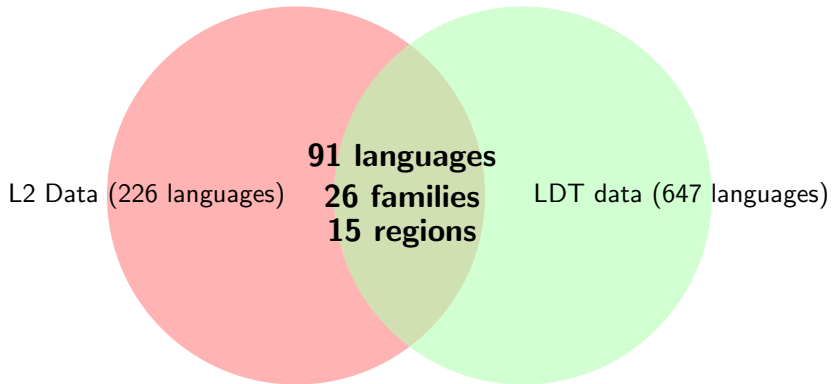 L2 Data (226 languages)
91 languages
26 families
15 regions
LDT data (647 languages)